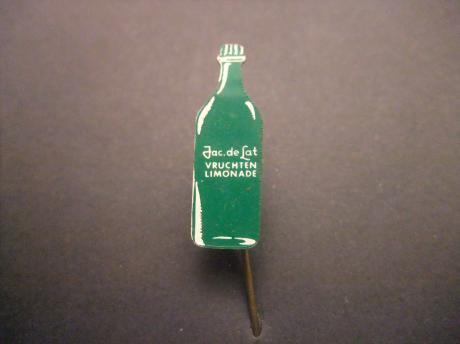 Jac. de Lat
VRUCHTEN
LIMONADE